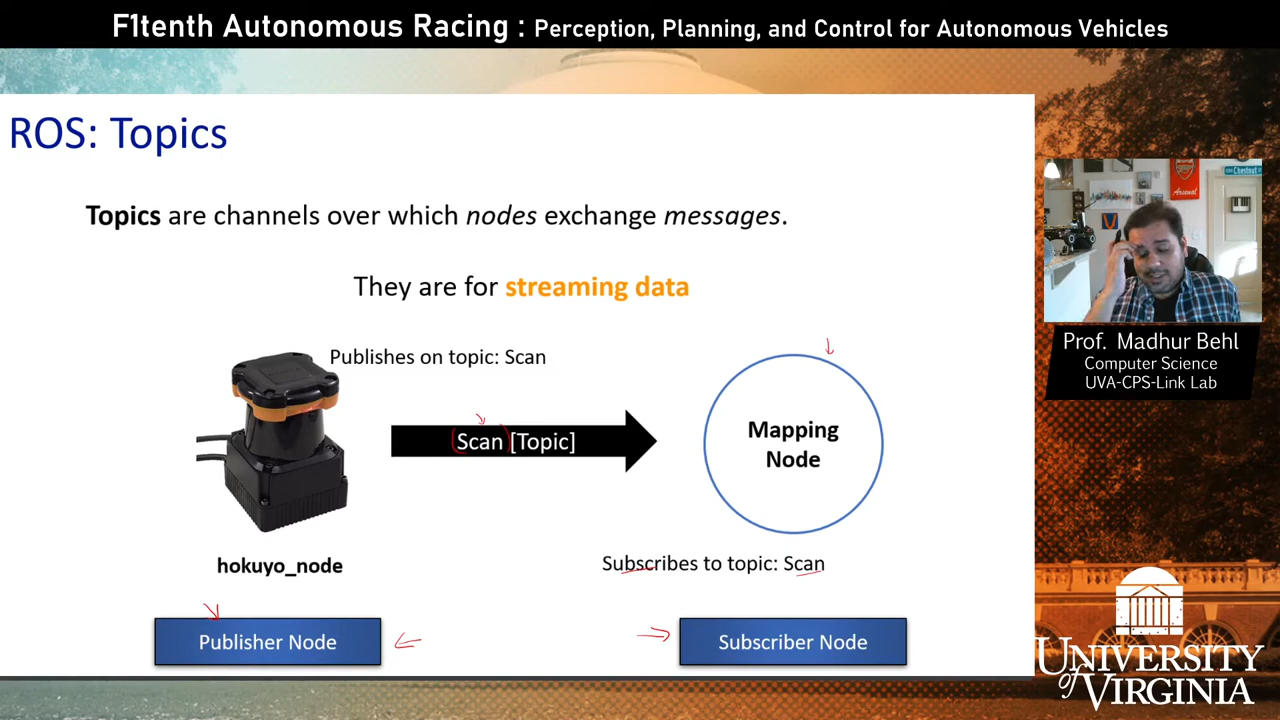 F1tenth Autonomous Racing : Perception, Planning, and Control for Autonomous Vehicles
ROS: Topics
Topics are channels over which nodes exchange messages.
They are for streaming data
Publishes on topic: Scan
Scan [Topic]
Mapping
Node
hokuyo_node
Subscribes to topic: Scan
Publisher Node
Subscriber Node
Chestnut
Arsenal
Prof. Madhur Behl
Computer Science
UVA-CPS-Link Lab
UNIVERSITY
of VIRGINIA